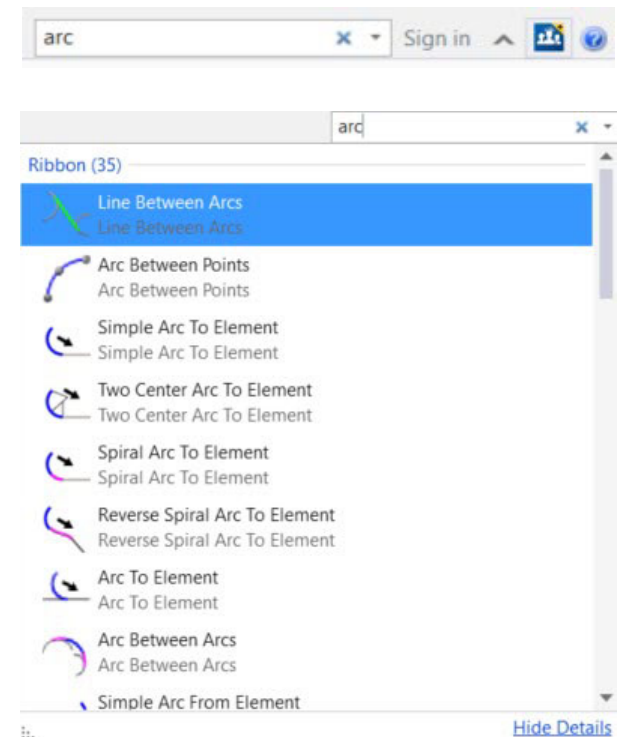 arc
Sign in
arc
Ribbon (35)
Line Between Arcs
Line Between Arcs
Arc Between Points
Arc Between Points
Simple Arc To Element
Simple Arc To Element
Two Center Arc To Element
Two Center Arc To Element
Spiral Arc To Element
Spiral Arc To Element
Reverse Spiral Arc To Element
Reverse Spiral Arc To Element
Arc To Element
Arc To Element
Arc Between Arcs
Arc Between Arcs
Simple Arc From Element
Hide Details